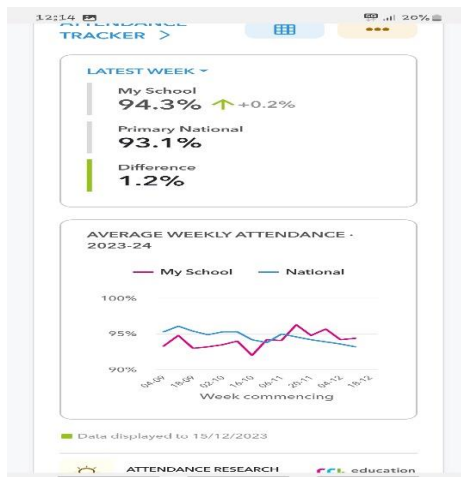 12:14 20%
ATTENDANCE
TRACKER >
LATEST WEEK
My School
94.3% +0.2%
Primary National
93.1%
Difference
1.2%
AVERAGE WEEKLY ATTENDANCE ·
2023-24
My School National
100%
95%
90%
04-09 18-09 02-10 16-10 06-11 20-11 04-12 18-12
Week commencing
Data displayed to 15/12/2023
ATTENDANCE RESEARCH education